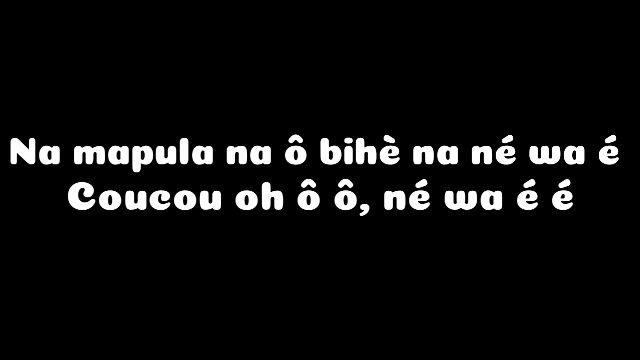 Na mapula na ô bihè na né wa é
Coucou oh ô ô, né wa é é